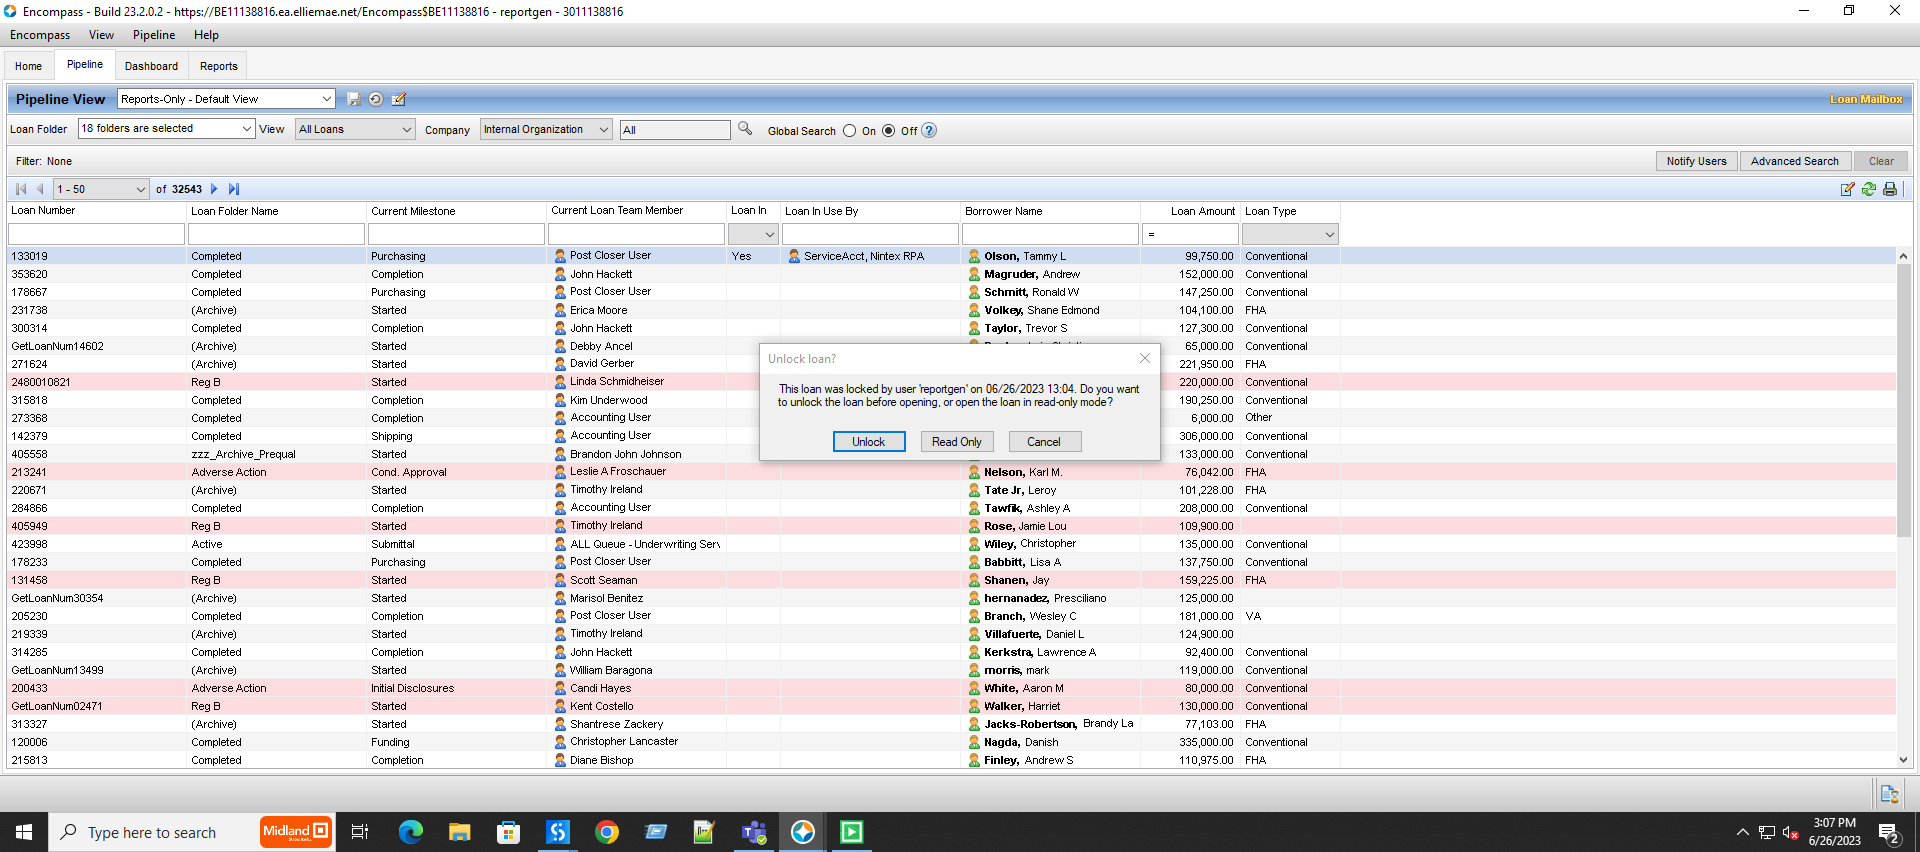 Encompass - Build 23.2.0.2 - https://BE11138816.ea.elliemae.net/Encompass$BE11138816 - reportgen - 3011138816
Encompass View Pipeline Help
Home Pipeline Dashboard Reports
Pipeline View Reports-Only - Default View Loan Mailbox
Loan Folder 18 folders are selected View All Loans Company Internal Organization All Global Search On Off ?
Filter: None Notify Users Advanced Search Clear
1 - 50 of 32543
Loan Number Loan Folder Name Current Milestone Current Loan Team Member Loan In Loan In Use By Borrower Name Loan Amount Loan Type
=
133019 Completed Purchasing Post Closer User Yes ServiceAcct, Nintex RPA Olson, Tammy L 99,750.00 Conventional
353620 Completed Completion John Hackett Magruder, Andrew 152,000.00 Conventional
178667 Completed Purchasing Post Closer User Schmitt, Ronald W 147,250.00 Conventional
231738 (Archive) Started Erica Moore Volkey, Shane Edmond 104,100.00 FHA
300314 Completed Completion John Hackett Taylor, Trevor S 127,300.00 Conventional
GetLoanNum14602 (Archive) Started Debby Ancel 65,000.00 Conventional
271624 (Archive) Started David Gerber 221,950.00 FHA
2480010821 Reg B Started Linda Schmidheiser 220,000.00 Conventional
315818 Completed Completion Kim Underwood 190,250.00 Conventional
273368 Completed Completion Accounting User 6,000.00 Other
142379 Completed Shipping Accounting User 306,000.00 Conventional
405558 zzz_Archive_Prequal Started Brandon John Johnson 133,000.00 Conventional
213241 Adverse Action Cond. Approval Leslie A Froschauer Nelson, Karl M. 76,042.00 FHA
220671 (Archive) Started Timothy Ireland Tate Jr, Leroy 101,228.00 FHA
284866 Completed Completion Accounting User Tawfik, Ashley A 208,000.00 Conventional
405949 Reg B Started Timothy Ireland Rose, Jamie Lou 109,900.00
423998 Active Submittal ALL Queue - Underwriting Serv Wiley, Christopher 135,000.00 Conventional
178233 Completed Purchasing Post Closer User Babbitt, Lisa A 137,750.00 Conventional
131458 Reg B Started Scott Seaman Shanen, Jay 159,225.00 FHA
GetLoanNum30354 (Archive) Started Marisol Benitez hernanadez, Presciliano 125,000.00
205230 Completed Completion Post Closer User Branch, Wesley C 181,000.00 VA
219339 (Archive) Started Timothy Ireland Villafuerte, Daniel L 124,900.00
314285 Completed Completion John Hackett Kerkstra, Lawrence A 92,400.00 Conventional
GetLoanNum13499 (Archive) Started William Baragona morris, mark 119,000.00 Conventional
200433 Adverse Action Initial Disclosures Candi Hayes White, Aaron M 80,000.00 Conventional
GetLoanNum02471 Reg B Started Kent Costello Walker, Harriet 130,000.00 Conventional
313327 (Archive) Started Shantrese Zackery Jacks-Robertson, Brandy La 77,103.00 FHA
120006 Completed Funding Christopher Lancaster Nagda, Danish 335,000.00 Conventional
215813 Completed Completion Diane Bishop Finley, Andrew S 110,975.00 FHA
Unlock loan?
This loan was locked by user 'reportgen' on 06/26/2023 13:04. Do you want
to unlock the loan before opening, or open the loan in read-only mode?
Unlock Read Only Cancel
Type here to search Midland
3:07 PM
6/26/2023
2